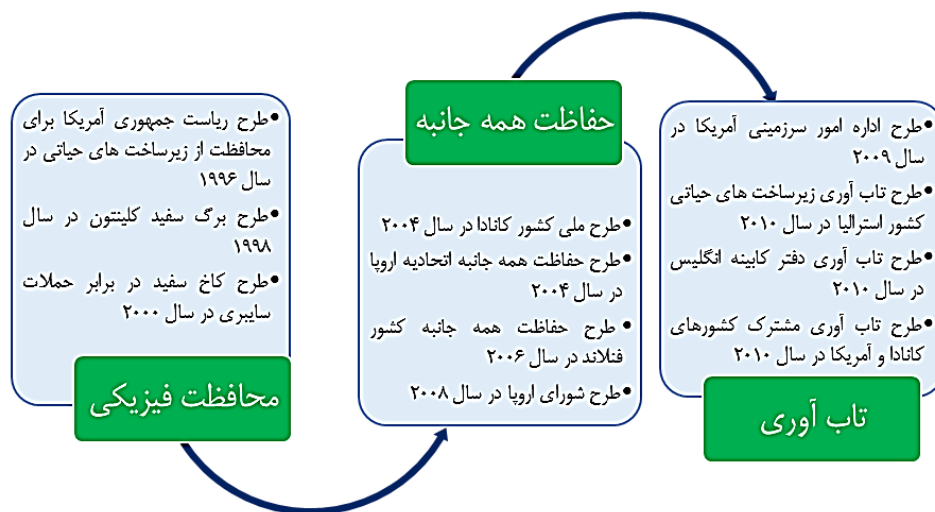 محافظت فیزیکی
•طرح ریاست جمهوری آمریکا برای
محافظت از زیرساخت های حیاتی در
سال ۱۹۹۶
•طرح برگ سفید کلینتون در سال
۱۹۹۸
•طرح کاخ سفید در برابر حملات
سایبری در سال ۲۰۰۰
حفاظت همه جانبه
•طرح ملی کشور کانادا در سال ۲۰۰۴
•طرح حفاظت همه جانبه اتحادیه اروپا
در سال ۲۰۰۴
•طرح حفاظت همه جانبه کشور
فنلاند در سال ۲۰۰۶
•طرح شورای اروپا در سال ۲۰۰۸
تاب آوری
•طرح اداره امور سرزمینی آمریکا در
سال ۲۰۰۹
•طرح تاب آوری زیرساخت های حیاتی
کشور استرالیا در سال ۲۰۱۰
•طرح تاب آوری دفتر کابینه انگلیس
در سال ۲۰۱۰
•طرح تاب آوری مشترک کشورهای
کانادا و آمریکا در سال ۲۰۱۰